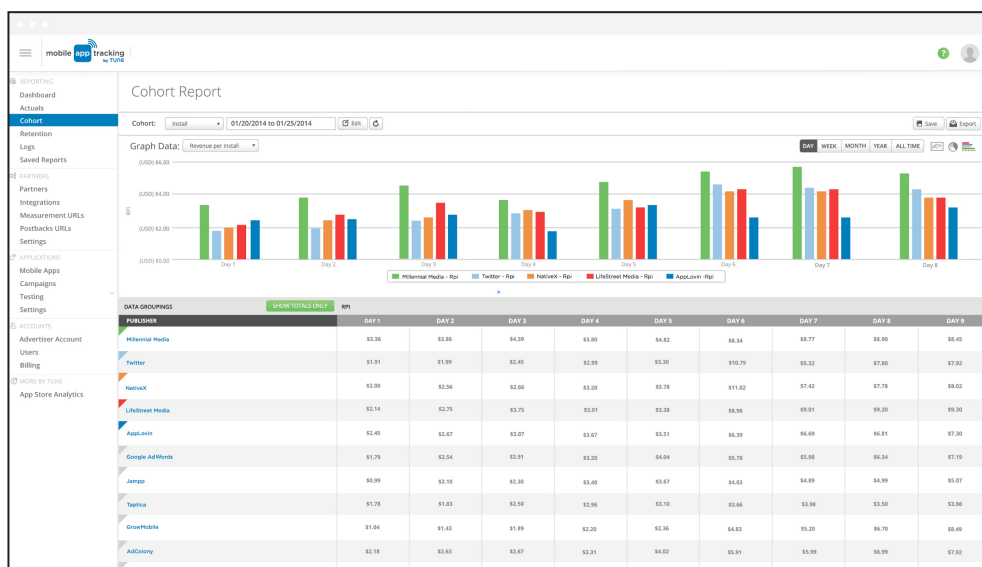 mobile app tracking
by TUNE
?
REPORTING
Dashboard
Actuals
Cohort
Retention
Logs
Saved Reports
PARTNERS
Partners
Integrations
Measurement URLs
Postbacks URLs
Settings
APPLICATIONS
Mobile Apps
Campaigns
Testing
Settings
ACCOUNTS
Advertiser Account
Users
Billing
MORE BY TUNE
App Store Analytics
Cohort Report
Cohort: Install 01/20/2014 to 01/25/2014 Edit Save Export
Graph Data: Revenue per install DAY WEEK MONTH YEAR ALL TIME
(USD) $6.00
(USD) $4.00
RPI
(USD) $2.00
(USD) $0.00
Day 1 Day 2 Day 3 Day 4 Day 5 Day 6 Day 7 Day 8
Millennial Media - Rpi Twitter - Rpi NativeX - Rpi LifeStreet Media - Rpi AppLovin -Rpi
DATA GROUPINGS SHOW TOTALS ONLY RPI
PUBLISHER DAY 1 DAY 2 DAY 3 DAY 4 DAY 5 DAY 6 DAY 7 DAY 8 DAY 9
Millennial Media $3.36 $3.86 $4.39 $3.80 $4.82 $8.34 $8.77 $8.90 $8.45
Twitter $1.91 $1.99 $2.45 $2.99 $3.30 $10.75 $5.32 $7.80 $7.92
NativeX $2.00 $2.56 $2.66 $3.20 $3.78 $11.02 $7.42 $7.78 $8.02
LifeStreet Media $2.14 $2.75 $3.75 $3.01 $3.38 $8.98 $9.01 $9.20 $9.30
AppLovin $2.45 $2.67 $3.07 $3.67 $3.51 $6.39 $6.69 $6.81 $7.30
Google AdWords $1.79 $2.54 $2.91 $3.20 $4.04 $5.78 $5.98 $6.34 $7.19
Jampp $0.99 $2.10 $2.30 $3.40 $3.67 $4.03 $4.89 $4.99 $5.07
Taptica $1.78 $1.83 $2.50 $2.96 $3.10 $3.66 $3.98 $3.50 $3.96
GrowMobile $1.04 $1.43 $1.89 $2.20 $2.36 $4.83 $5.20 $6.70 $8.49
AdColony $2.18 $2.63 $2.67 $3.31 $4.02 $5.91 $5.99 $6.99 $7.92